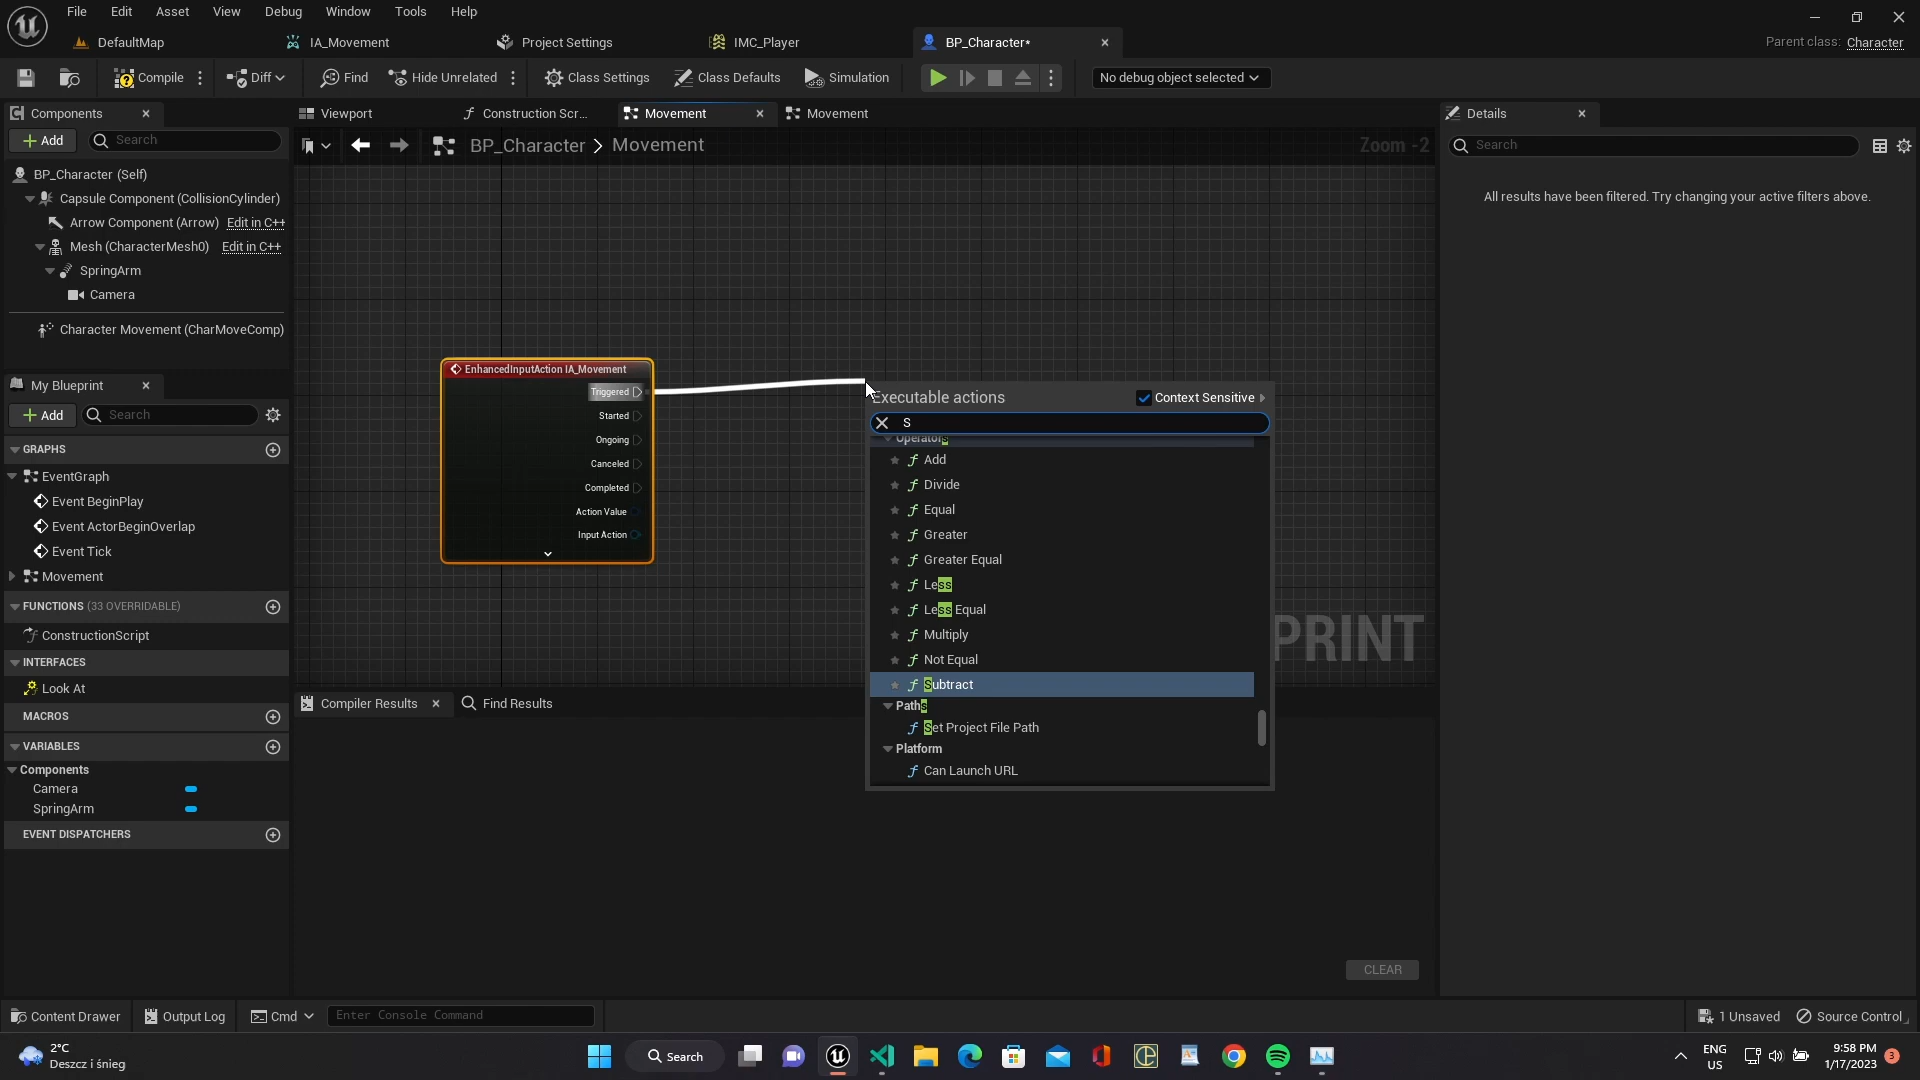 File Edit Asset View Debug Window Tools Help
DefaultMap IA_Movement Project Settings IMC_Player BP_Character*
Parent class: Character
Compile Diff Find Hide Unrelated Class Settings Class Defaults Simulation No debug object selected
Components
Add Search
BP_Character (Self)
Capsule Component (CollisionCylinder)
Arrow Component (Arrow) Edit in C++
Mesh (CharacterMesh0) Edit in C++
SpringArm
Camera
Character Movement (CharMoveComp)
My Blueprint
Add Search
GRAPHS
EventGraph
Event BeginPlay
Event ActorBeginOverlap
Event Tick
Movement
FUNCTIONS (33 OVERRIDABLE)
ConstructionScript
INTERFACES
Look At
MACROS
VARIABLES
Components
Camera
SpringArm
EVENT DISPATCHERS
Viewport Construction Scr... Movement Movement
BP_Character > Movement
Zoom -2
EnhancedInputAction IA_Movement
Triggered
Started
Ongoing
Canceled
Completed
Action Value
Input Action
Executable actions Context Sensitive
S
Operators
Add
Divide
Equal
Greater
Greater Equal
Less
Less Equal
Multiply
Not Equal
Subtract
Paths
Set Project File Path
Platform
Can Launch URL
PRINT
Compiler Results Find Results
CLEAR
Details
Search
All results have been filtered. Try changing your active filters above.
Content Drawer Output Log Cmd Enter Console Command
1 Unsaved Source Control
2°C
Deszcz i śnieg
Search
ENG
US
9:58 PM
1/17/2023
3